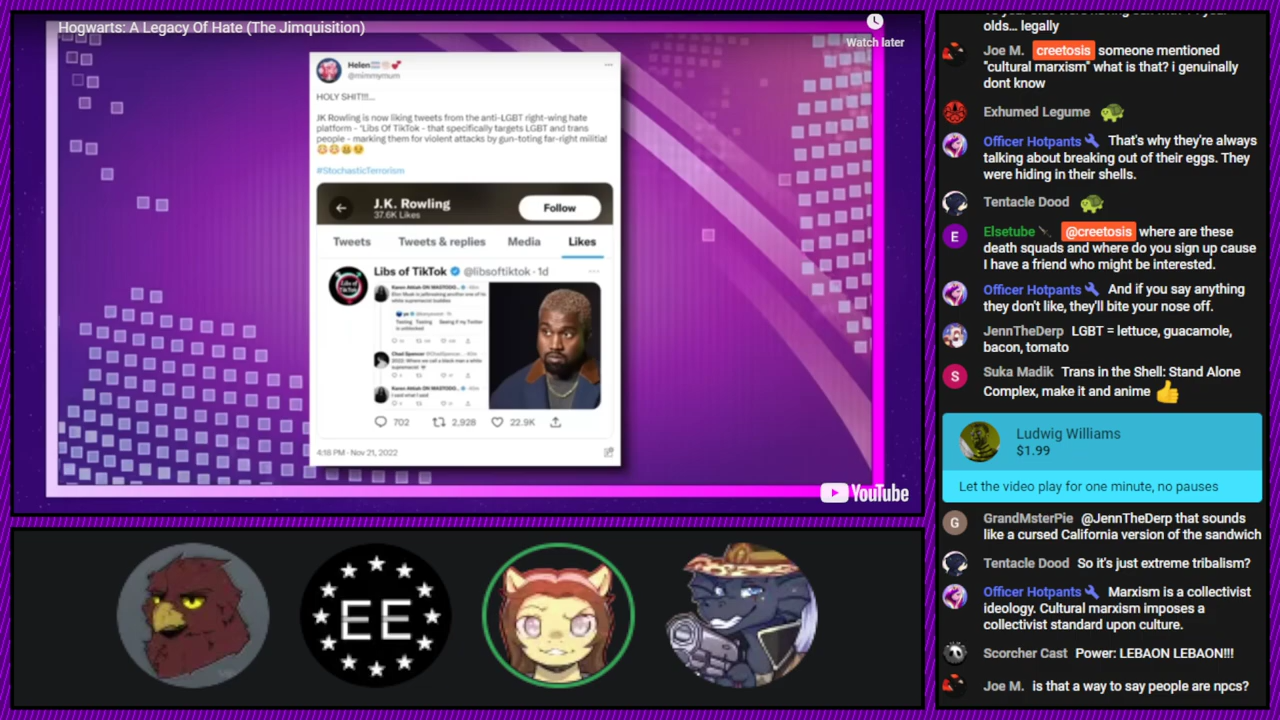 Hogwarts: A Legacy Of Hate (The Jimquisition)
Watch later
Helen
@mimmymum
HOLY SHIT!!!...
JK Rowling is now liking tweets from the anti-LGBT right-wing hate
platform - 'Libs Of TikTok - that specifically targets LGBT and trans
people - marking them for violent attacks by gun-toting far-right militia!
#StochasticTerrorism
J.K. Rowling
37.6K Likes
Follow
Tweets Tweets & replies Media Likes
Libs of TikTok @libsoftiktok · 1d
702 2,928 22.9K
4:18 PM · Nov 21, 2022
YouTube
EE
olds... legally
Joe M. creetosis someone mentioned
"cultural marxism" what is that? i genuinally
dont know
Exhumed Legume
Officer Hotpants That's why they're always
talking about breaking out of their eggs. They
were hiding in their shells.
Tentacle Dood
E
Elsetube @creetosis where are these
death squads and where do you sign up cause
I have a friend who might be interested.
Officer Hotpants And if they see anything
they don't like, they bite your peen off.
JennTheDerp LGBT = lettuce, guacamole,
bacon, tomato
S
Suka Madik Trans in the Shell: Stand Alone
Complex, make it and anime
Ludwig Williams
$1.99
Let the video play for one minute, no pauses
G
GrandMsterPie @JennTheDerp that sounds
like a cursed California version of the sandwich
Tentacle Dood So it's just extreme tribalism?
Officer Hotpants Marxism is a collectivist
ideology. Cultural marxism imposes a
collectivist standard upon culture.
Scorcher Cast Power: LEBAON LEBAON!!!
Joe M. is that a way to say people are npcs?